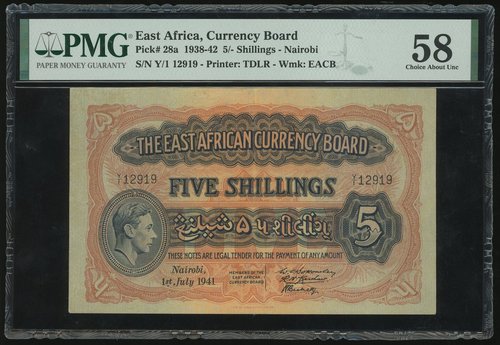 PMG
PAPER MONEY GUARANTY
East Africa, Currency Board
Pick# 28a 1938-42 5/- Shillings - Nairobi
S/N Y/1 12919 - Printer: TDLR - Wmk: EACB
58
Choice About Unc
THE EAST AFRICAN CURRENCY BOARD
Y/1 12919
Y/1 12919
FIVE SHILLINGS
۵ شيلينڠ
૫ શીલીંગ
5
THESE NOTES ARE LEGAL TENDER FOR THE PAYMENT OF ANY AMOUNT
Nairobi,
1st. July 1941
MEMBERS OF THE
EAST AFRICAN
CURRENCY BOARD